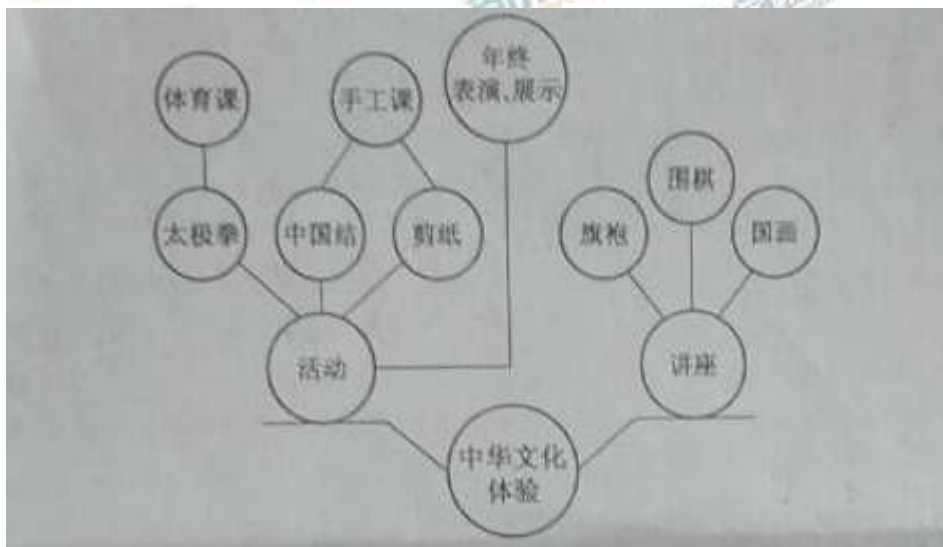 年终
表演、展示
体育课
手工课
围棋
太极拳
中国结
剪纸
旗袍
国画
活动
讲座
中华文化
体验